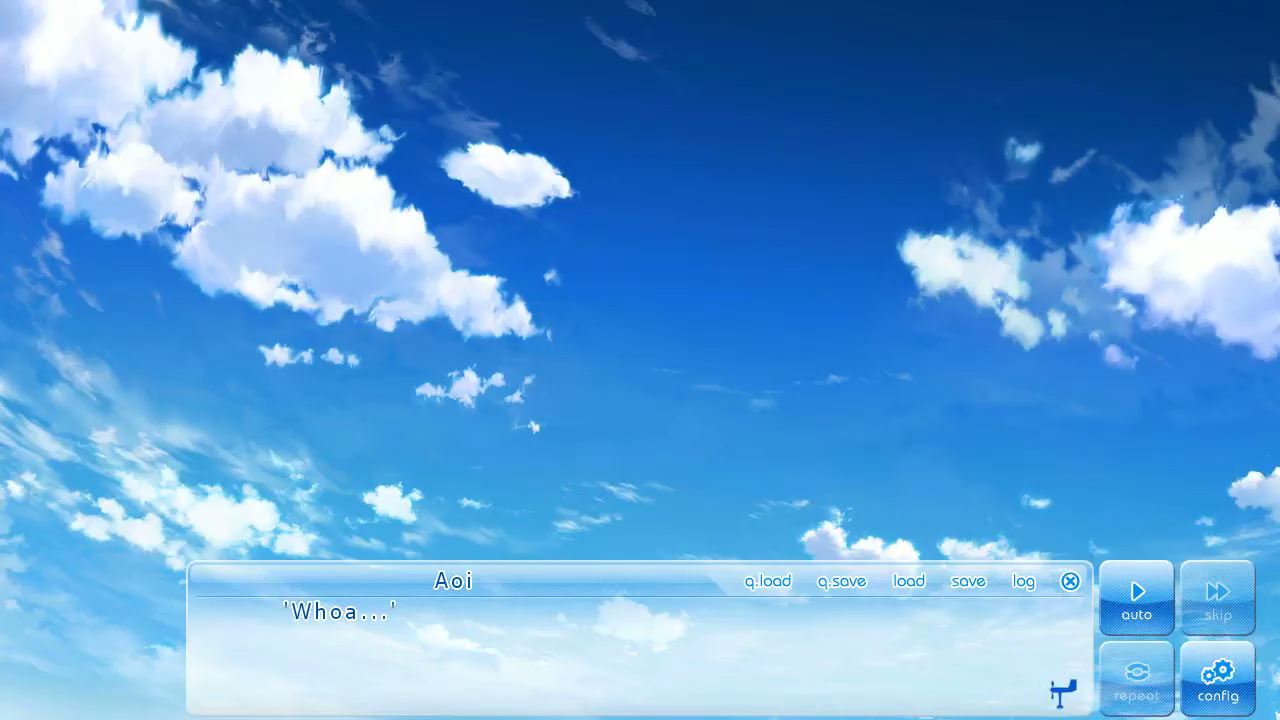 Aoi
q.load q.save load save log
'Whoa...'
auto
skip
repeat
config